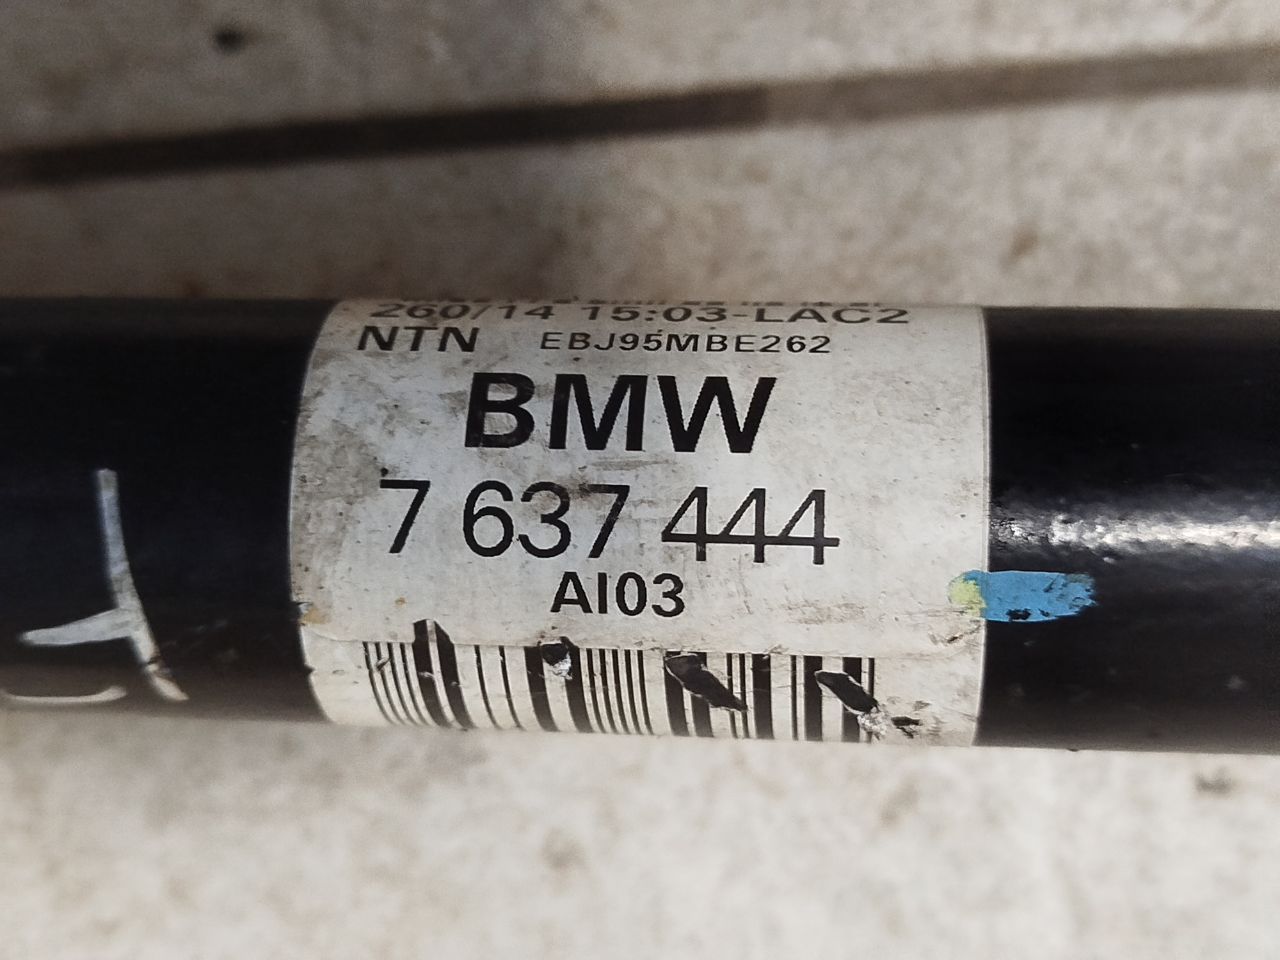 260/14 15:03-LAC2
NTN EBJ95MBE262
BMW
7 637 444
AI03